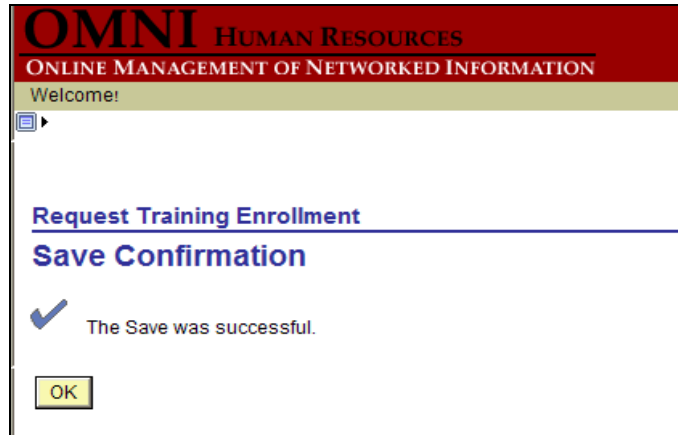 OMNI HUMAN RESOURCES
ONLINE MANAGEMENT OF NETWORKED INFORMATION
Welcome!
Request Training Enrollment
Save Confirmation
The Save was successful.
OK